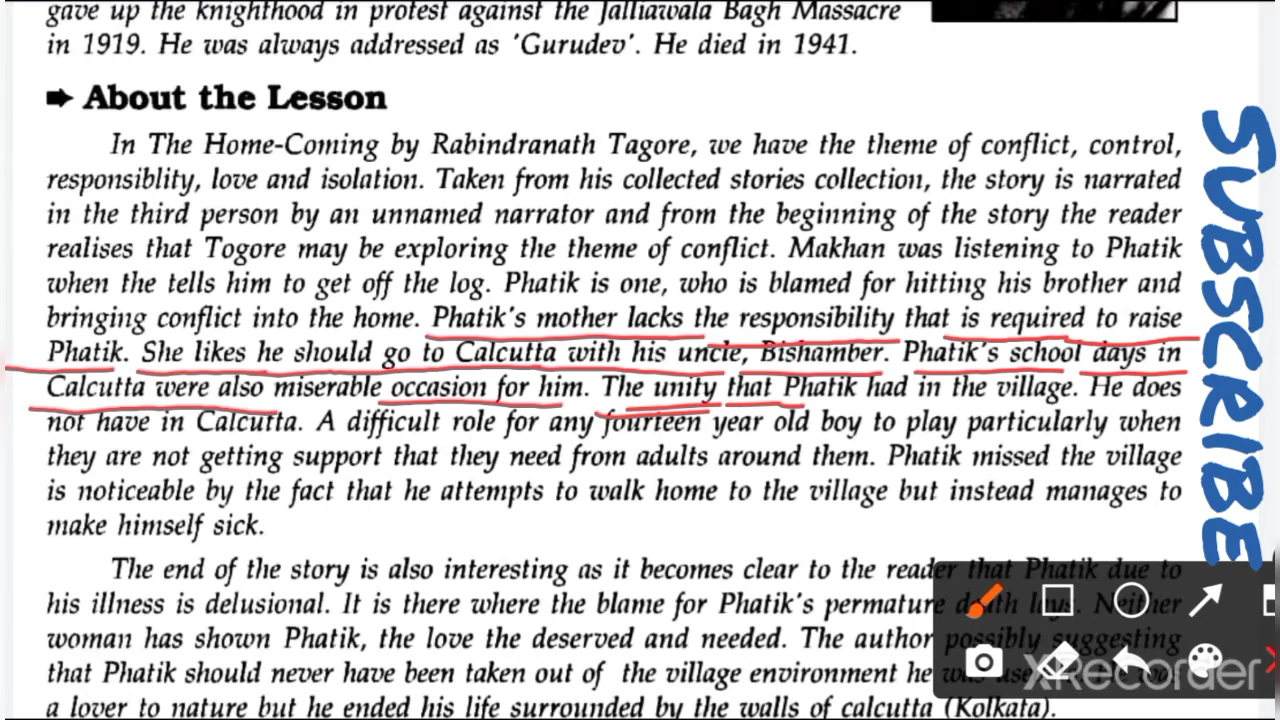 gave up the knighthood in protest against the Jalliawala Bagh Massacre
in 1919. He was always addressed as 'Gurudev'. He died in 1941.
➨ About the Lesson
In The Home-Coming by Rabindranath Tagore, we have the theme of conflict, control,
responsiblity, love and isolation. Taken from his collected stories collection, the story is narrated
in the third person by an unnamed narrator and from the beginning of the story the reader
realises that Togore may be exploring the theme of conflict. Makhan was listening to Phatik
when the tells him to get off the log. Phatik is one, who is blamed for hitting his brother and
bringing conflict into the home. Phatik's mother lacks the responsibility that is required to raise
Phatik. She likes he should go to Calcutta with his uncle, Bishamber. Phatik's school days in
Calcutta were also miserable occasion for him. The unity that Phatik had in the village. He does
not have in Calcutta. A difficult role for any fourteen year old boy to play particularly when
they are not getting support that they need from adults around them. Phatik missed the village
is noticeable by the fact that he attempts to walk home to the village but instead manages to
make himself sick.
The end of the story is also interesting as it becomes clear to the reader that Phatik due to
his illness is delusional. It is there where the blame for Phatik's permature death lays. Neither
woman has shown Phatik, the love the deserved and needed. The author possibly suggesting
that Phatik should never have been taken out of the village environment he was
a lover to nature but he ended his life surrounded by the walls of calcutta (Kolkata).
SUBSCRIBE
XRecorder